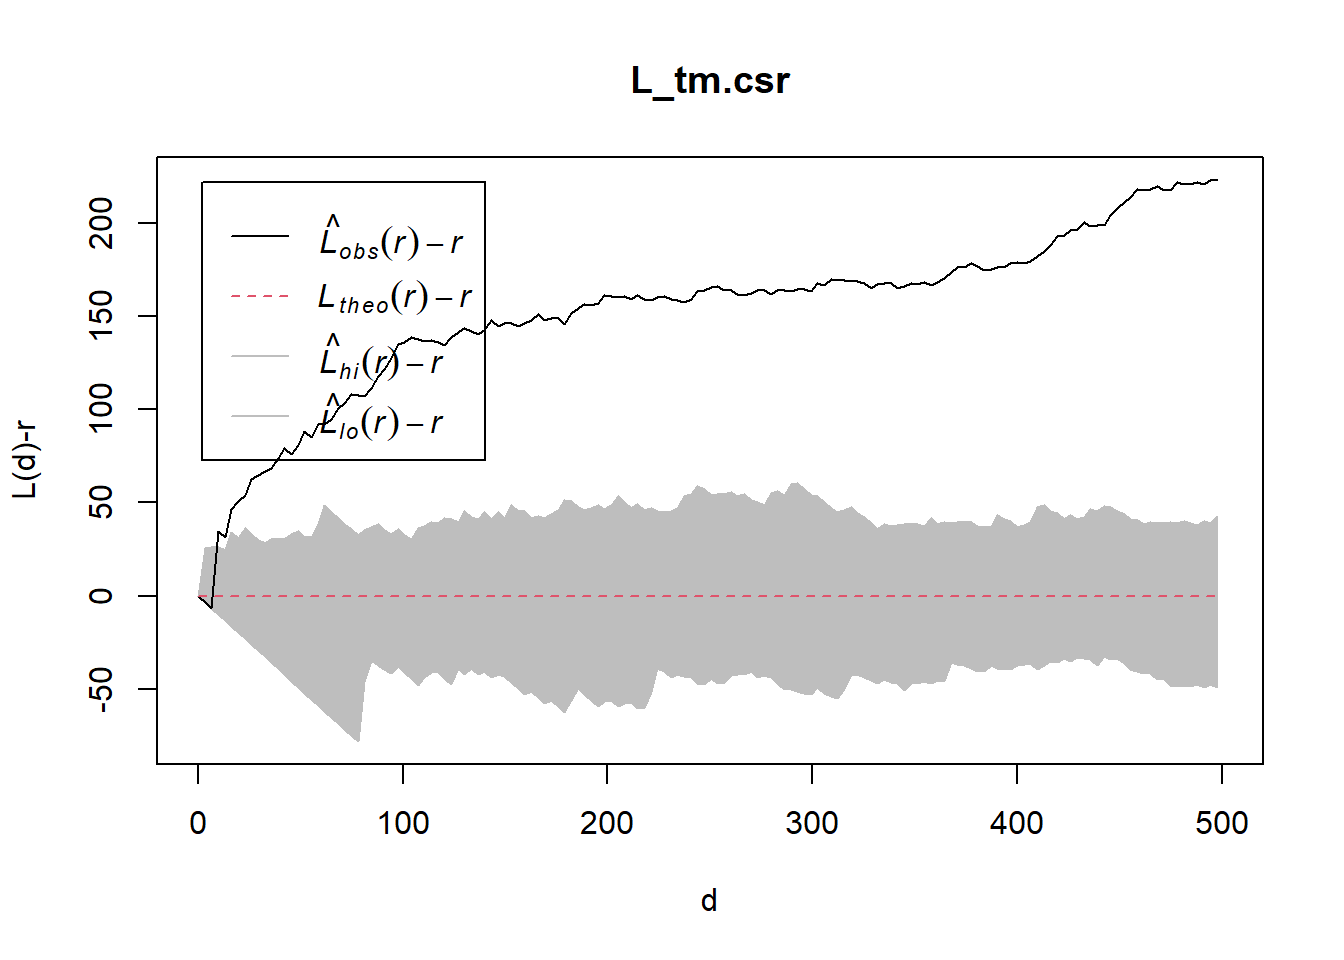 L_tm.csr
L̂obs(r) − r
Ltheo(r) − r
L̂hi(r) − r
L̂lo(r) − r
L(d)-r
200
150
100
50
0
-50
0 100 200 300 400 500
d